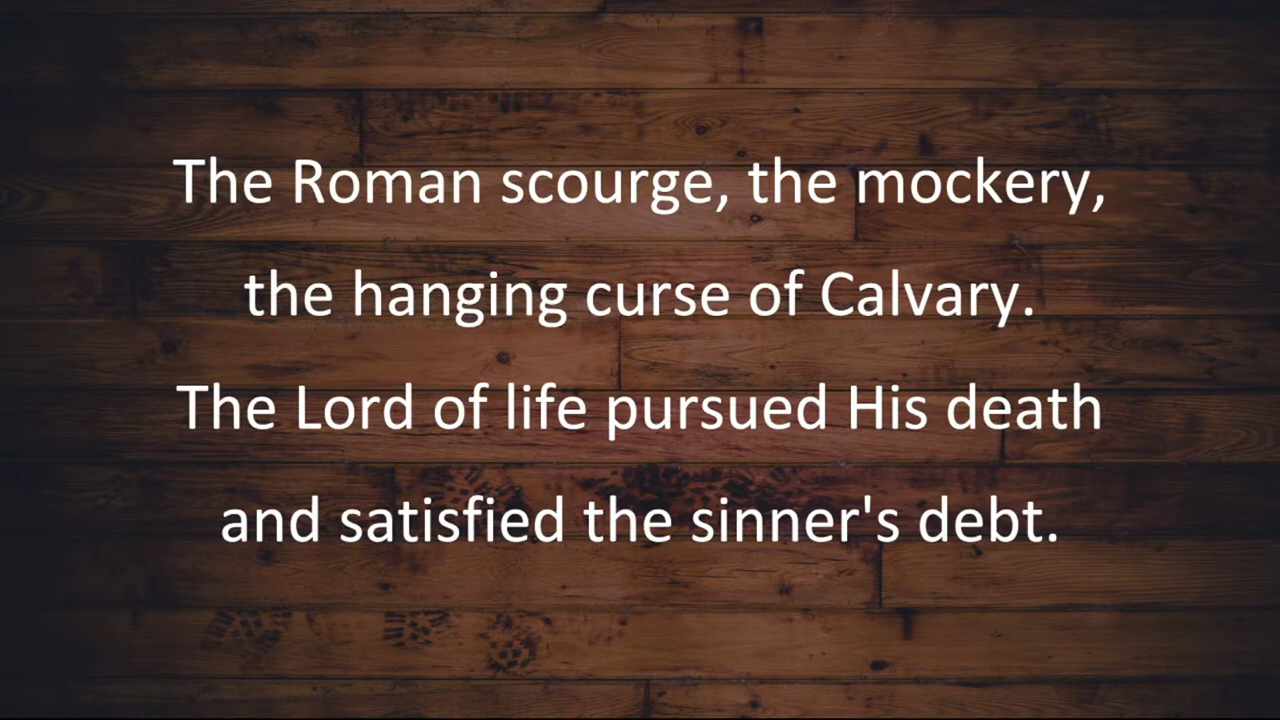 The Roman scourge, the mockery,
the hanging curse of Calvary.
The Lord of life pursued His death
and satisfied the sinner's debt.